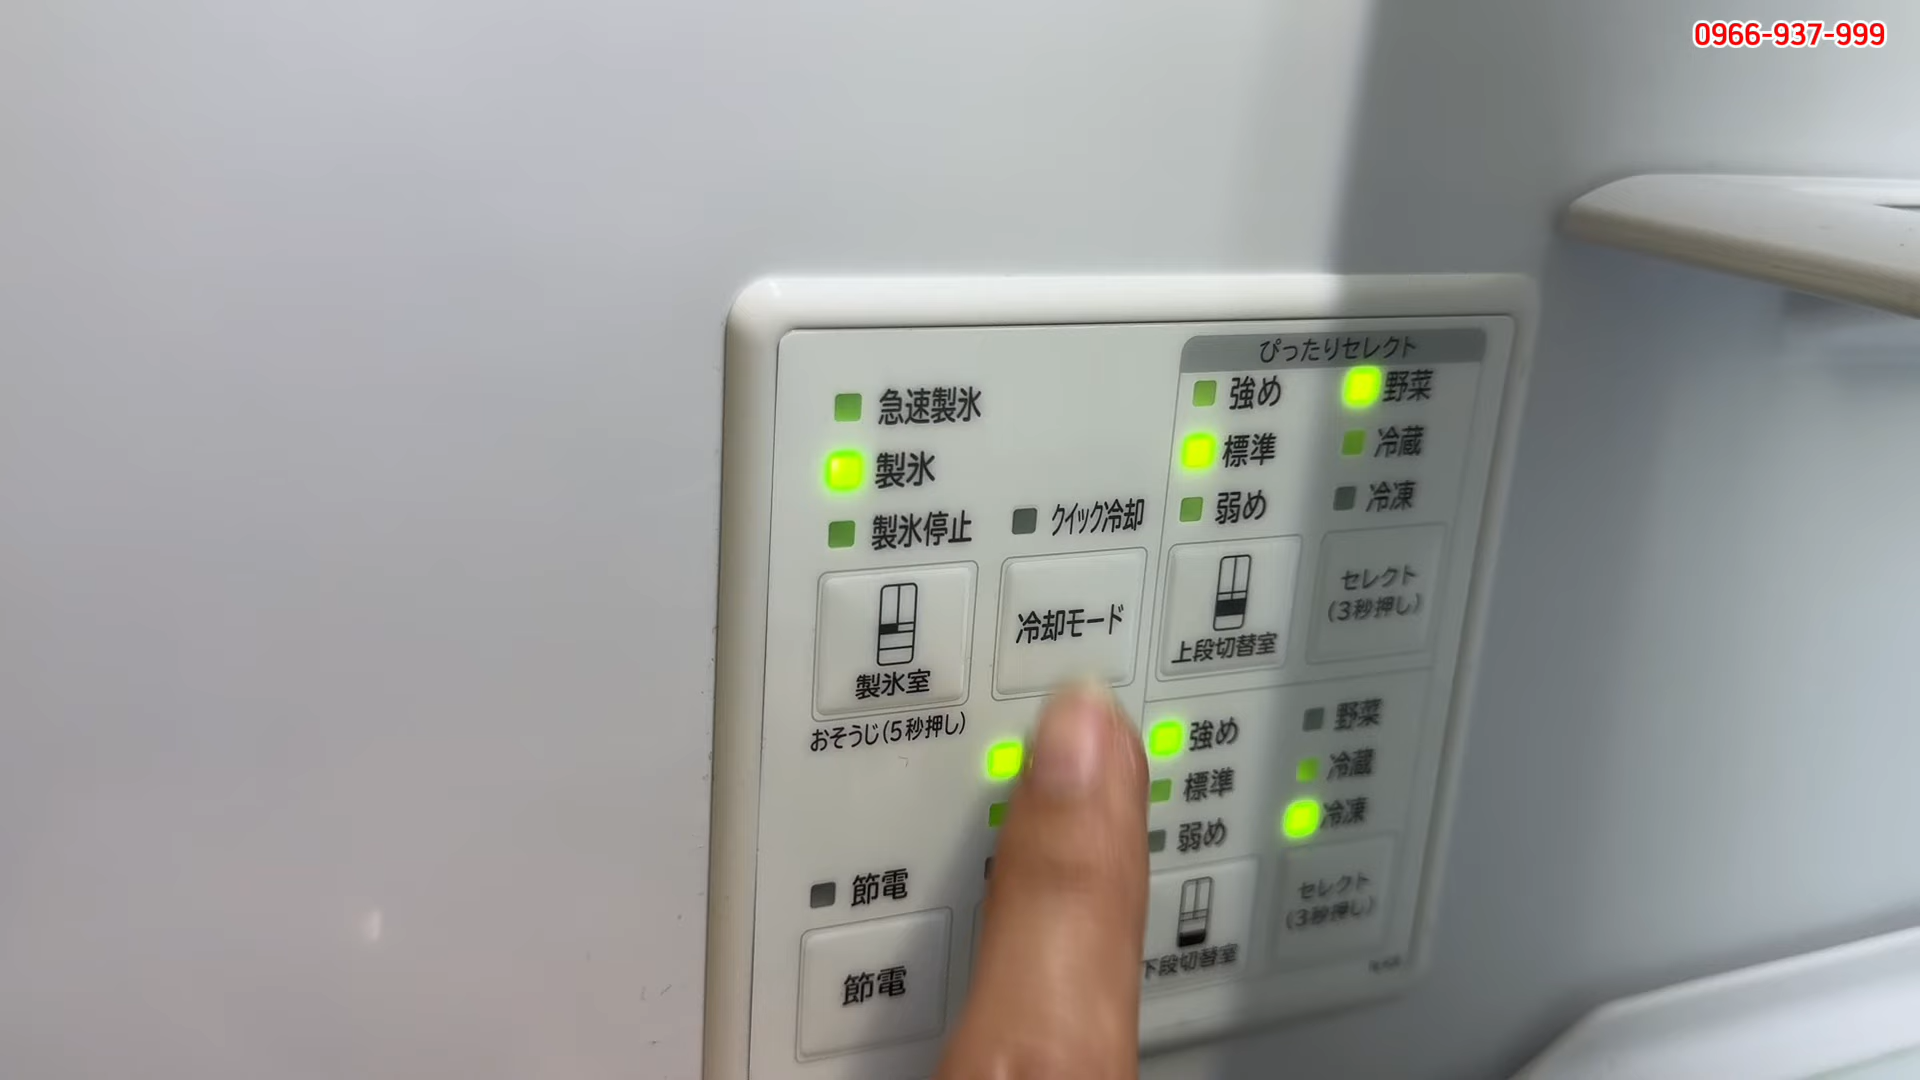 0966-937-999
ぴったりセレクト
急速製氷
製氷
製氷停止
クイック冷却
強め
標準
弱め
野菜
冷蔵
冷凍
製氷室
おそうじ(5秒押し)
冷却モード
上段切替室
セレクト
(3秒押し)
強め
標準
弱め
野菜
冷蔵
冷凍
節電
節電
下段切替室
セレクト
(3秒押し)